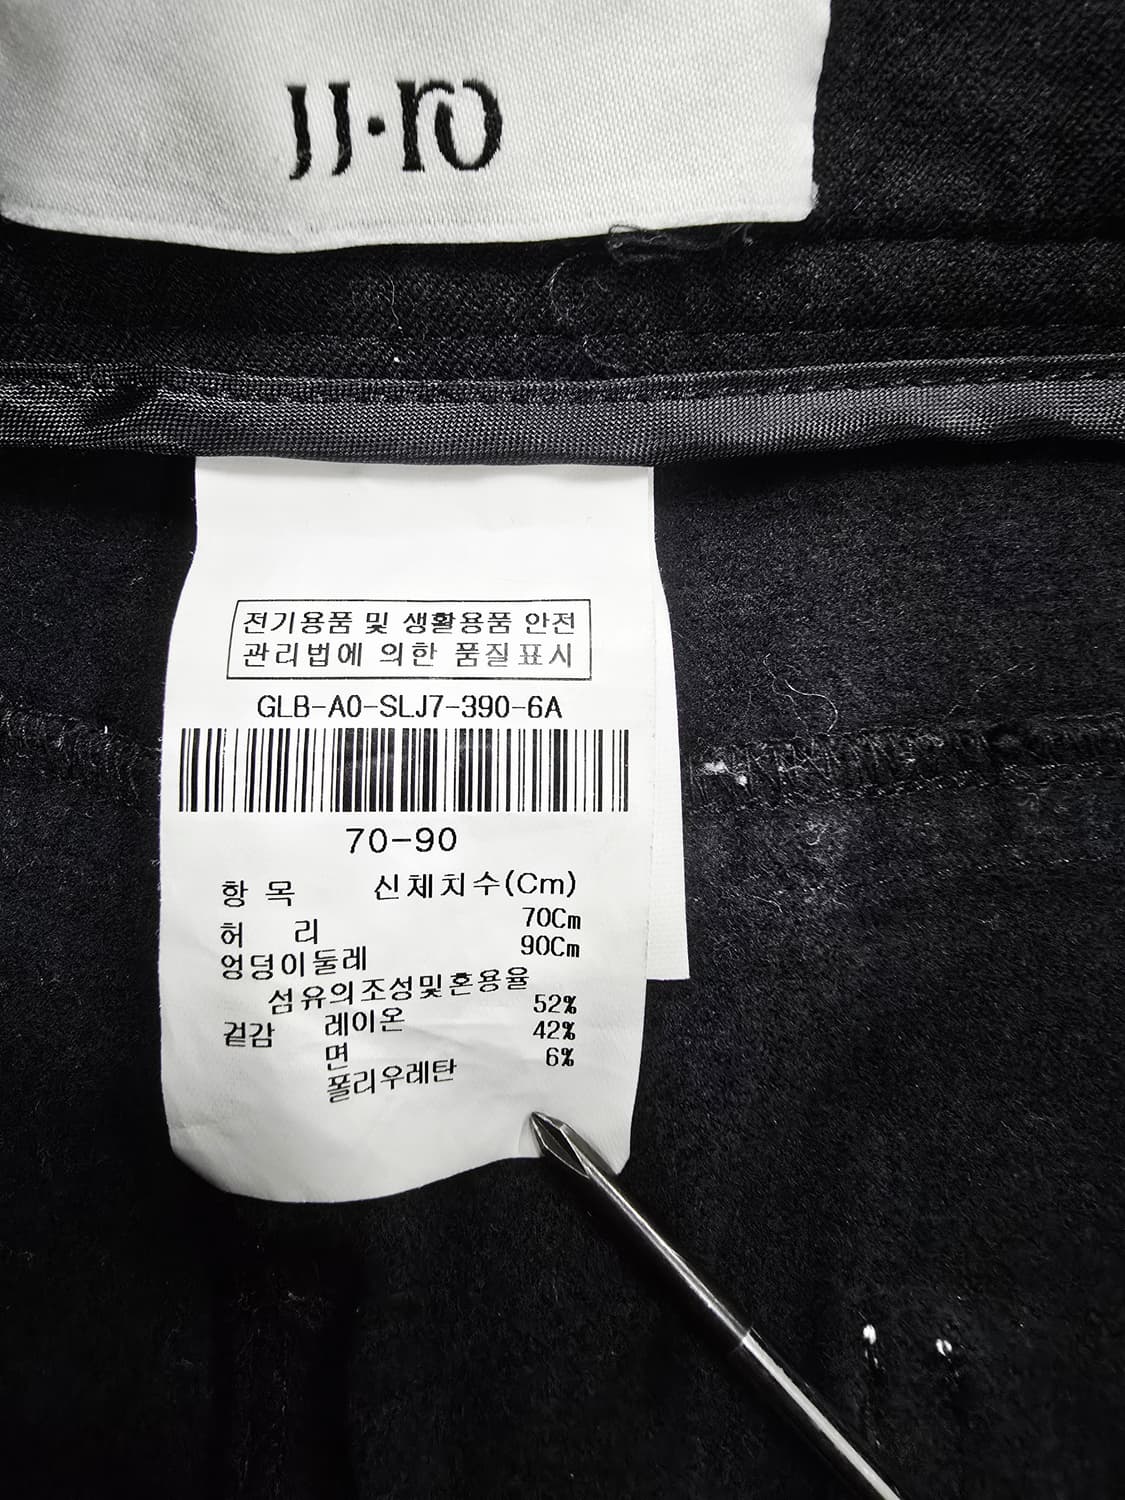 JJ·ro
전기용품 및 생활용품 안전
관리법에 의한 품질표시
GLB-A0-SLJ7-390-6A
70-90
항 목 신체치수(Cm)
허 리 70Cm
엉덩이둘레 90Cm
섬유의조성및혼용율
겉감 레이온 52%
면 42%
폴리우레탄 6%